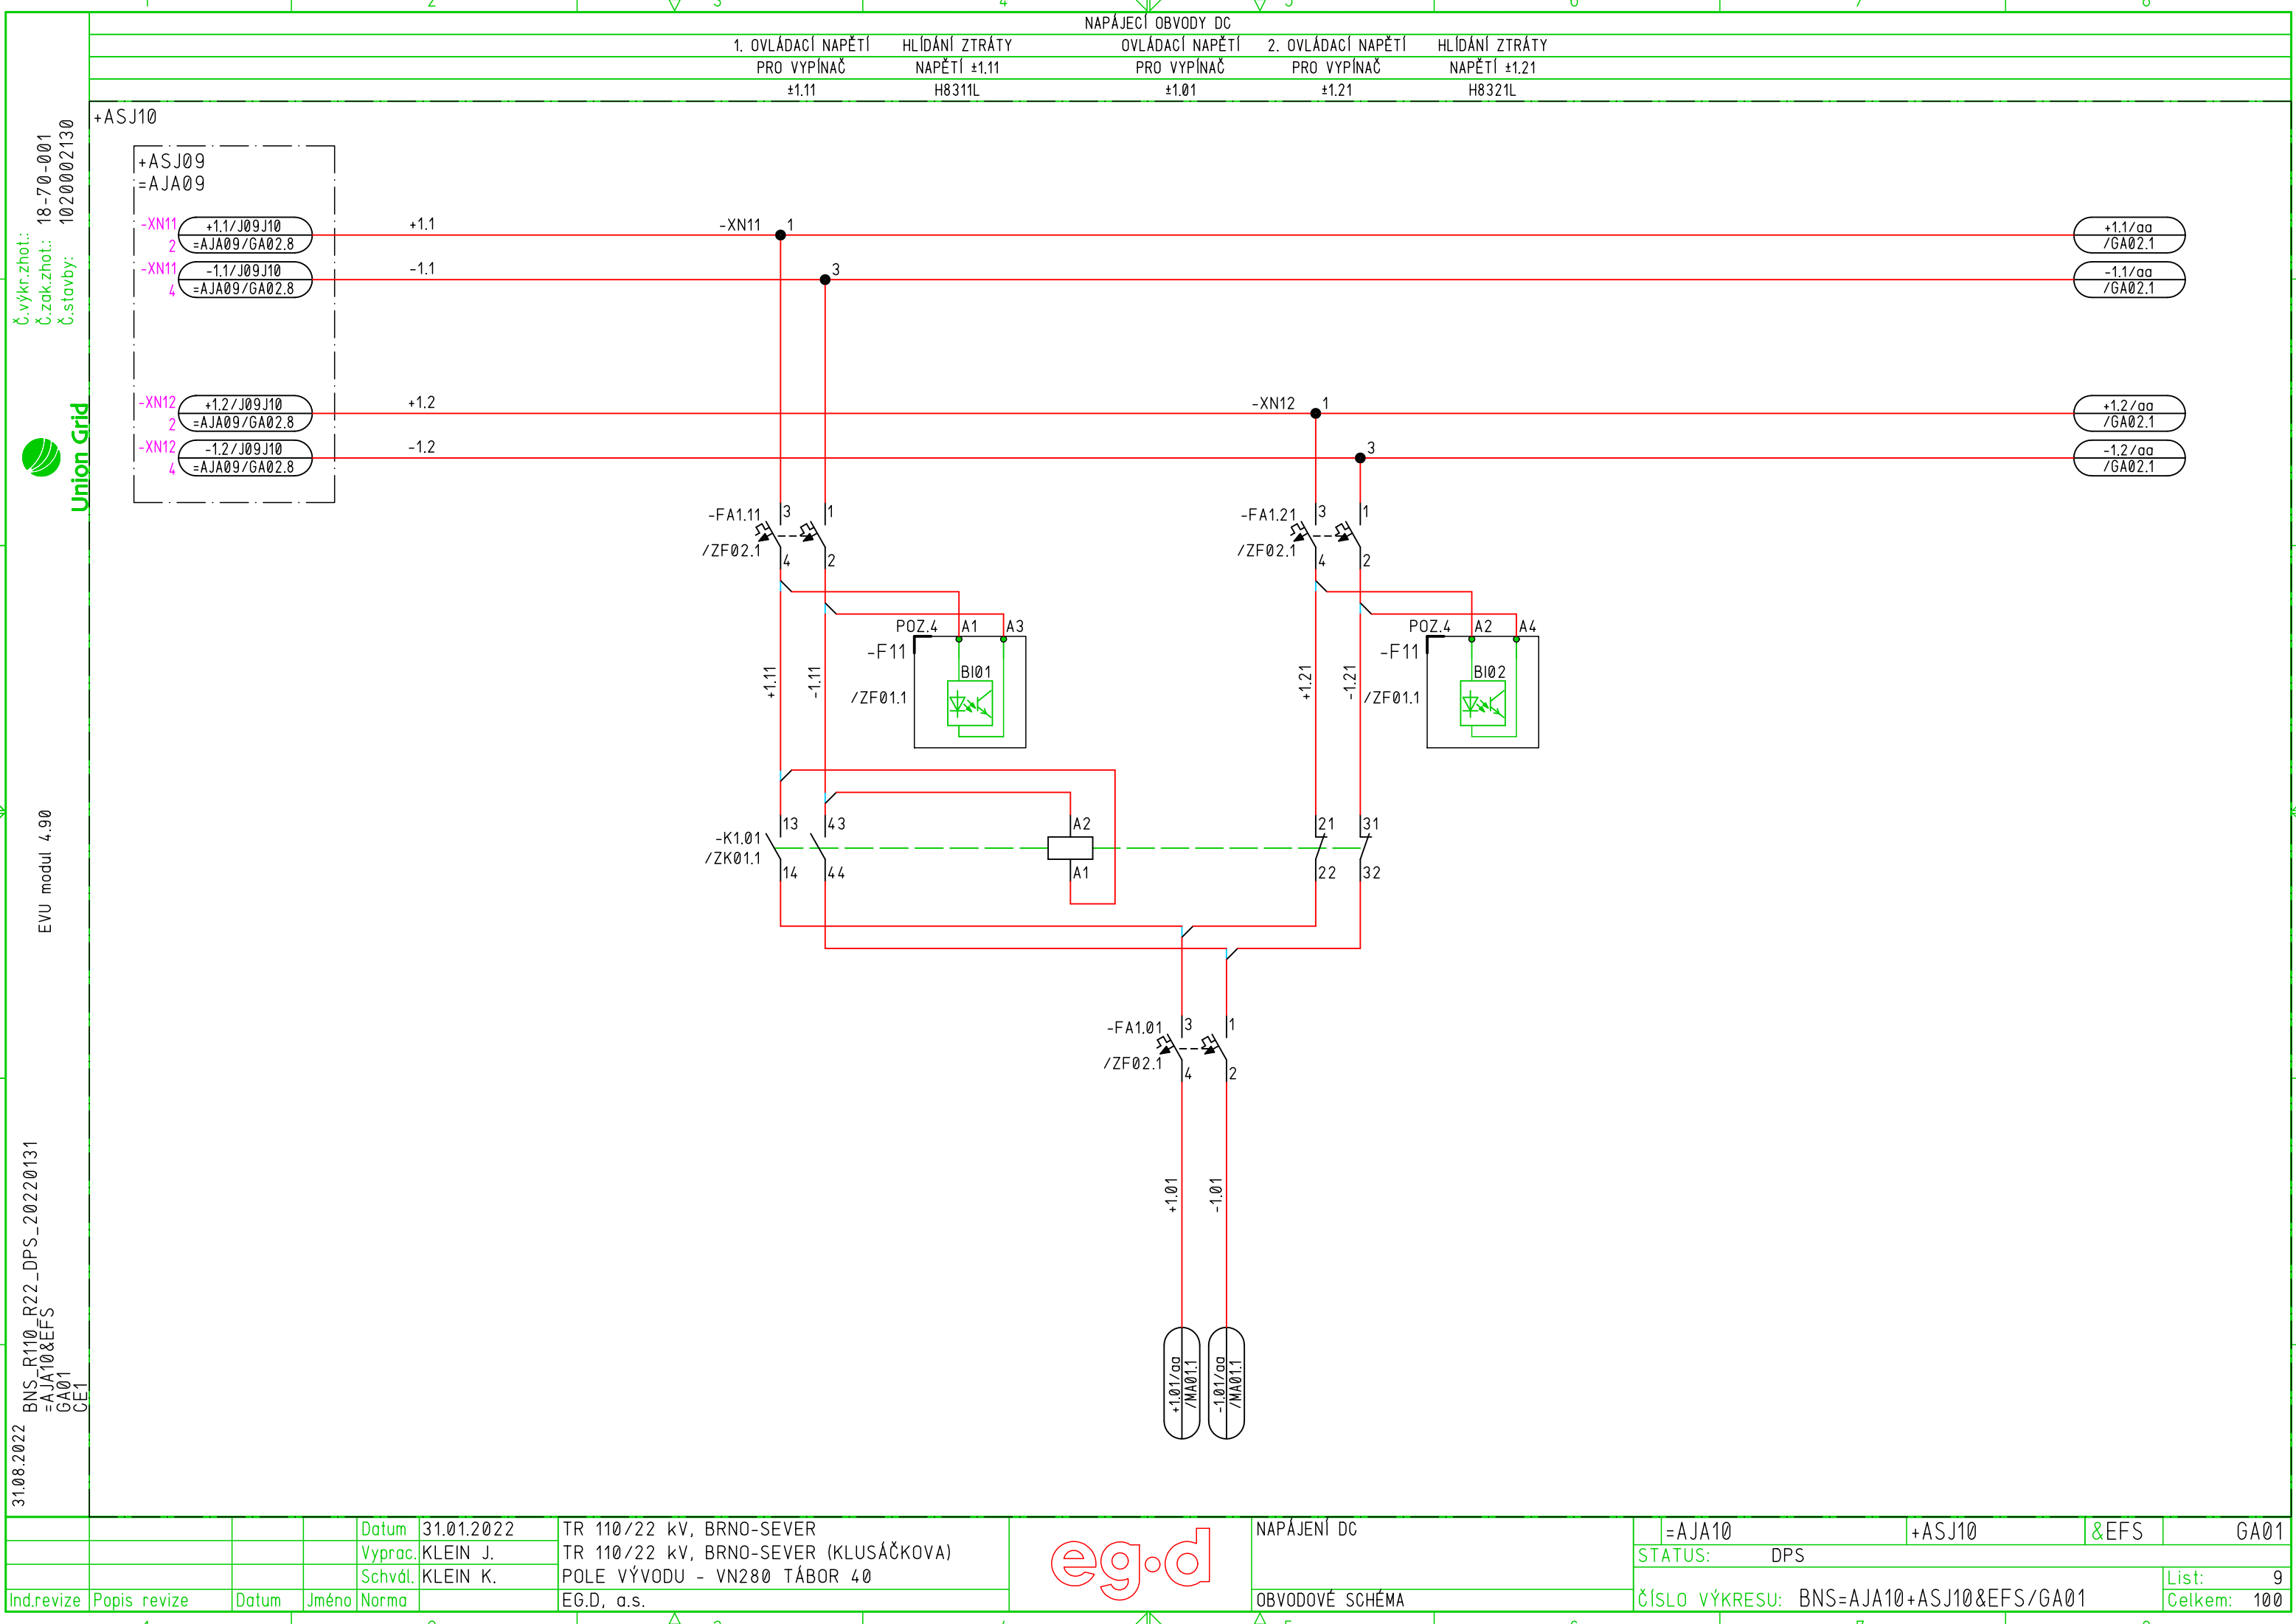 1 2 3 4 5 6 7 8
NAPÁJECÍ OBVODY DC
1. OVLÁDACÍ NAPĚTÍ HLÍDÁNÍ ZTRÁTY OVLÁDACÍ NAPĚTÍ 2. OVLÁDACÍ NAPĚTÍ HLÍDÁNÍ ZTRÁTY
PRO VYPÍNAČ NAPĚTÍ ±1.11 PRO VYPÍNAČ PRO VYPÍNAČ NAPĚTÍ ±1.21
±1.11 H8311L ±1.01 ±1.21 H8321L
+ASJ10
+ASJ09
=AJA09
-XN11 +1.1/J09J10 +1.1 -XN11 1 +1.1/aa
2 =AJA09/GA02.8 /GA02.1
-XN11 -1.1/J09J10 -1.1 3 -1.1/aa
4 =AJA09/GA02.8 /GA02.1
-XN12 +1.2/J09J10 +1.2 -XN12 1 +1.2/aa
2 =AJA09/GA02.8 /GA02.1
-XN12 -1.2/J09J10 -1.2 3 -1.2/aa
4 =AJA09/GA02.8 /GA02.1
-FA1.11 3 1 -FA1.21 3 1
/ZF02.1 4 2 /ZF02.1 4 2
POZ.4 A1 A3 POZ.4 A2 A4
-F11 -F11
+1.11 -1.11 BI01 +1.21 -1.21 BI02
/ZF01.1 /ZF01.1
13 43 A2 21 31
-K1.01
/ZK01.1
14 44 A1 22 32
-FA1.01 3 1
/ZF02.1 4 2
+1.01 -1.01
+1.01/aa
/MA01.1
-1.01/aa
/MA01.1
Č.výkr.zhot.:
Č.zak.zhot.: 18-70-001
Č.stavby: 1020002130
Union Grid
EVU modul 4.90
BNS_R110_R22_DPS_20220131
=AJA10&EFS
GA01
CE1
31.08.2022
Datum 31.01.2022 TR 110/22 kV, BRNO-SEVER
Vyprac. KLEIN J. TR 110/22 kV, BRNO-SEVER (KLUSÁČKOVA)
Schvál. KLEIN K. POLE VÝVODU - VN280 TÁBOR 40
Ind.revize Popis revize Datum Jméno Norma EG.D, a.s.
eg·d
NAPÁJENÍ DC
OBVODOVÉ SCHÉMA
=AJA10 +ASJ10 &EFS GA01
STATUS: DPS
List: 9
ČÍSLO VÝKRESU: BNS=AJA10+ASJ10&EFS/GA01 Celkem: 100